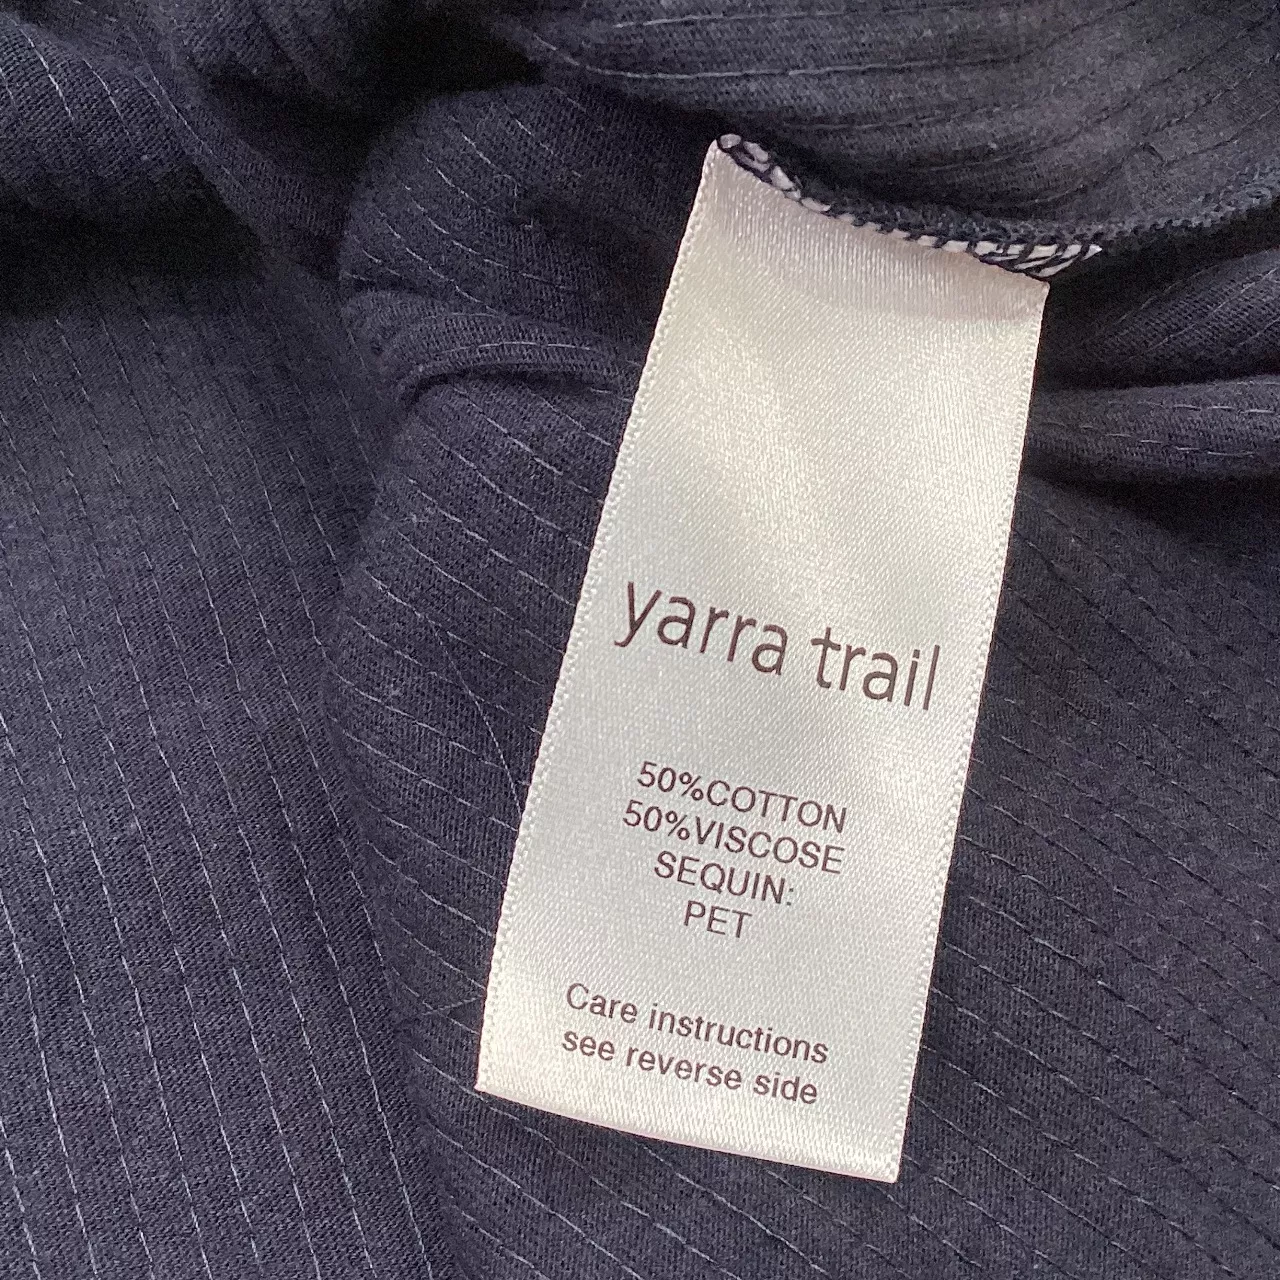 yarra trail
50%COTTON
50%VISCOSE
SEQUIN:
PET
Care instructions
see reverse side